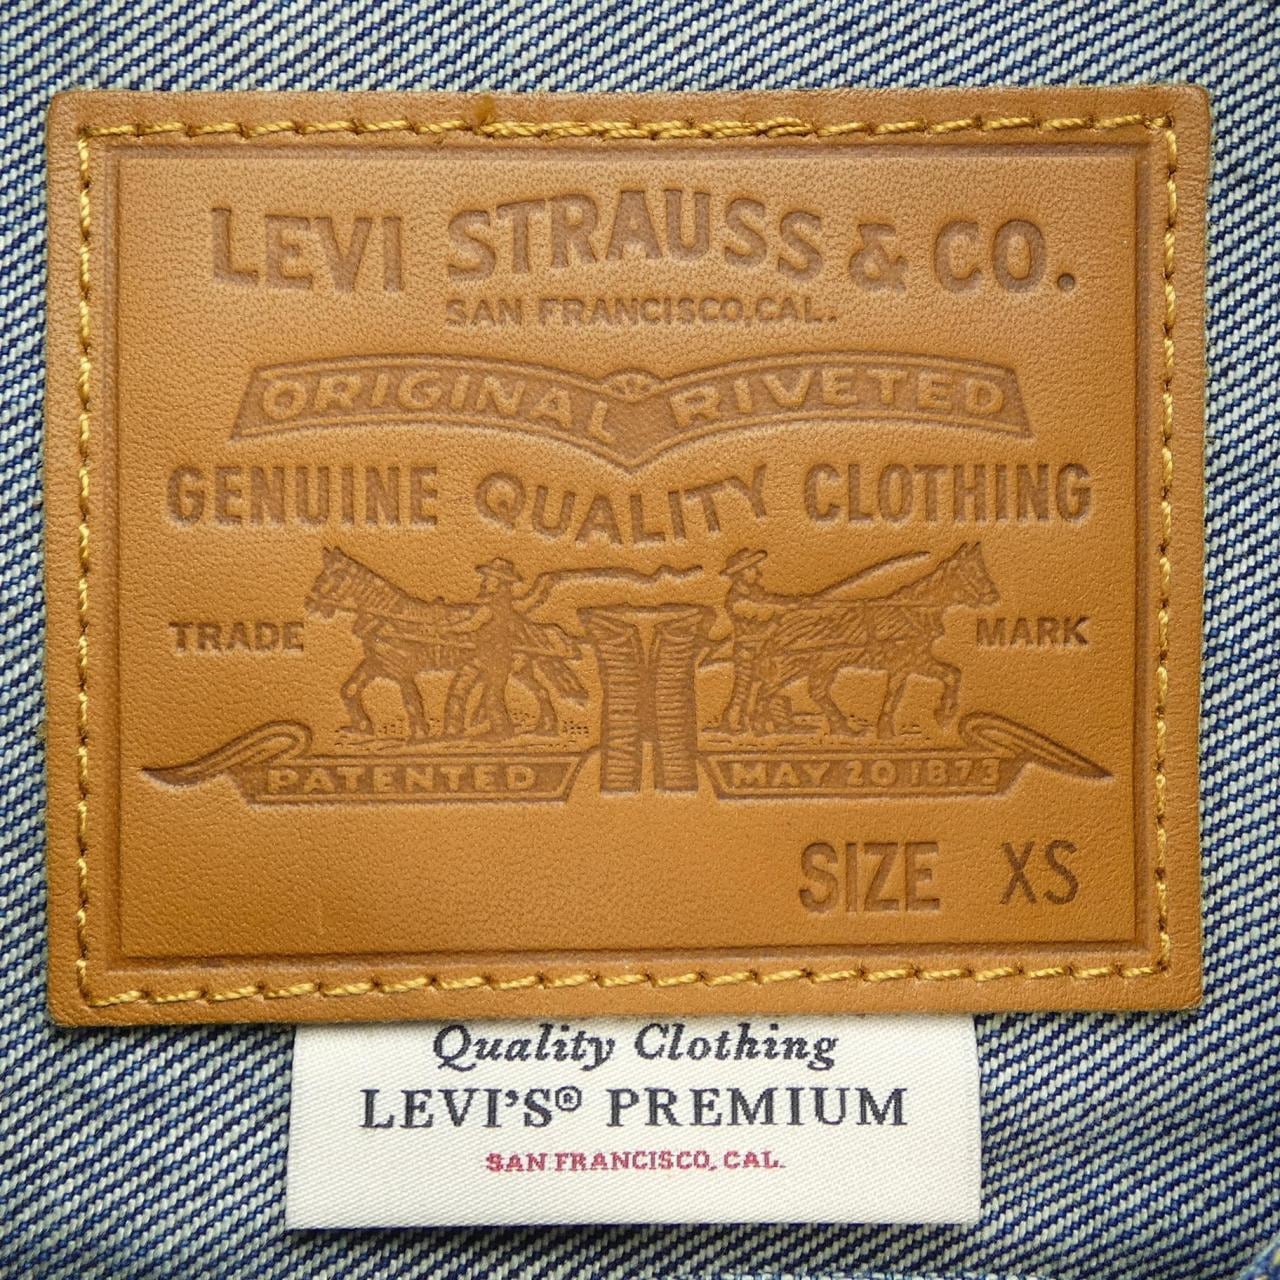 LEVI STRAUSS & CO.
SAN FRANCISCO, CAL.
ORIGINAL RIVETED
GENUINE QUALITY CLOTHING
TRADE MARK
PATENTED MAY 20 1873
SIZE XS
Quality Clothing
LEVI'S® PREMIUM
SAN FRANCISCO, CAL.